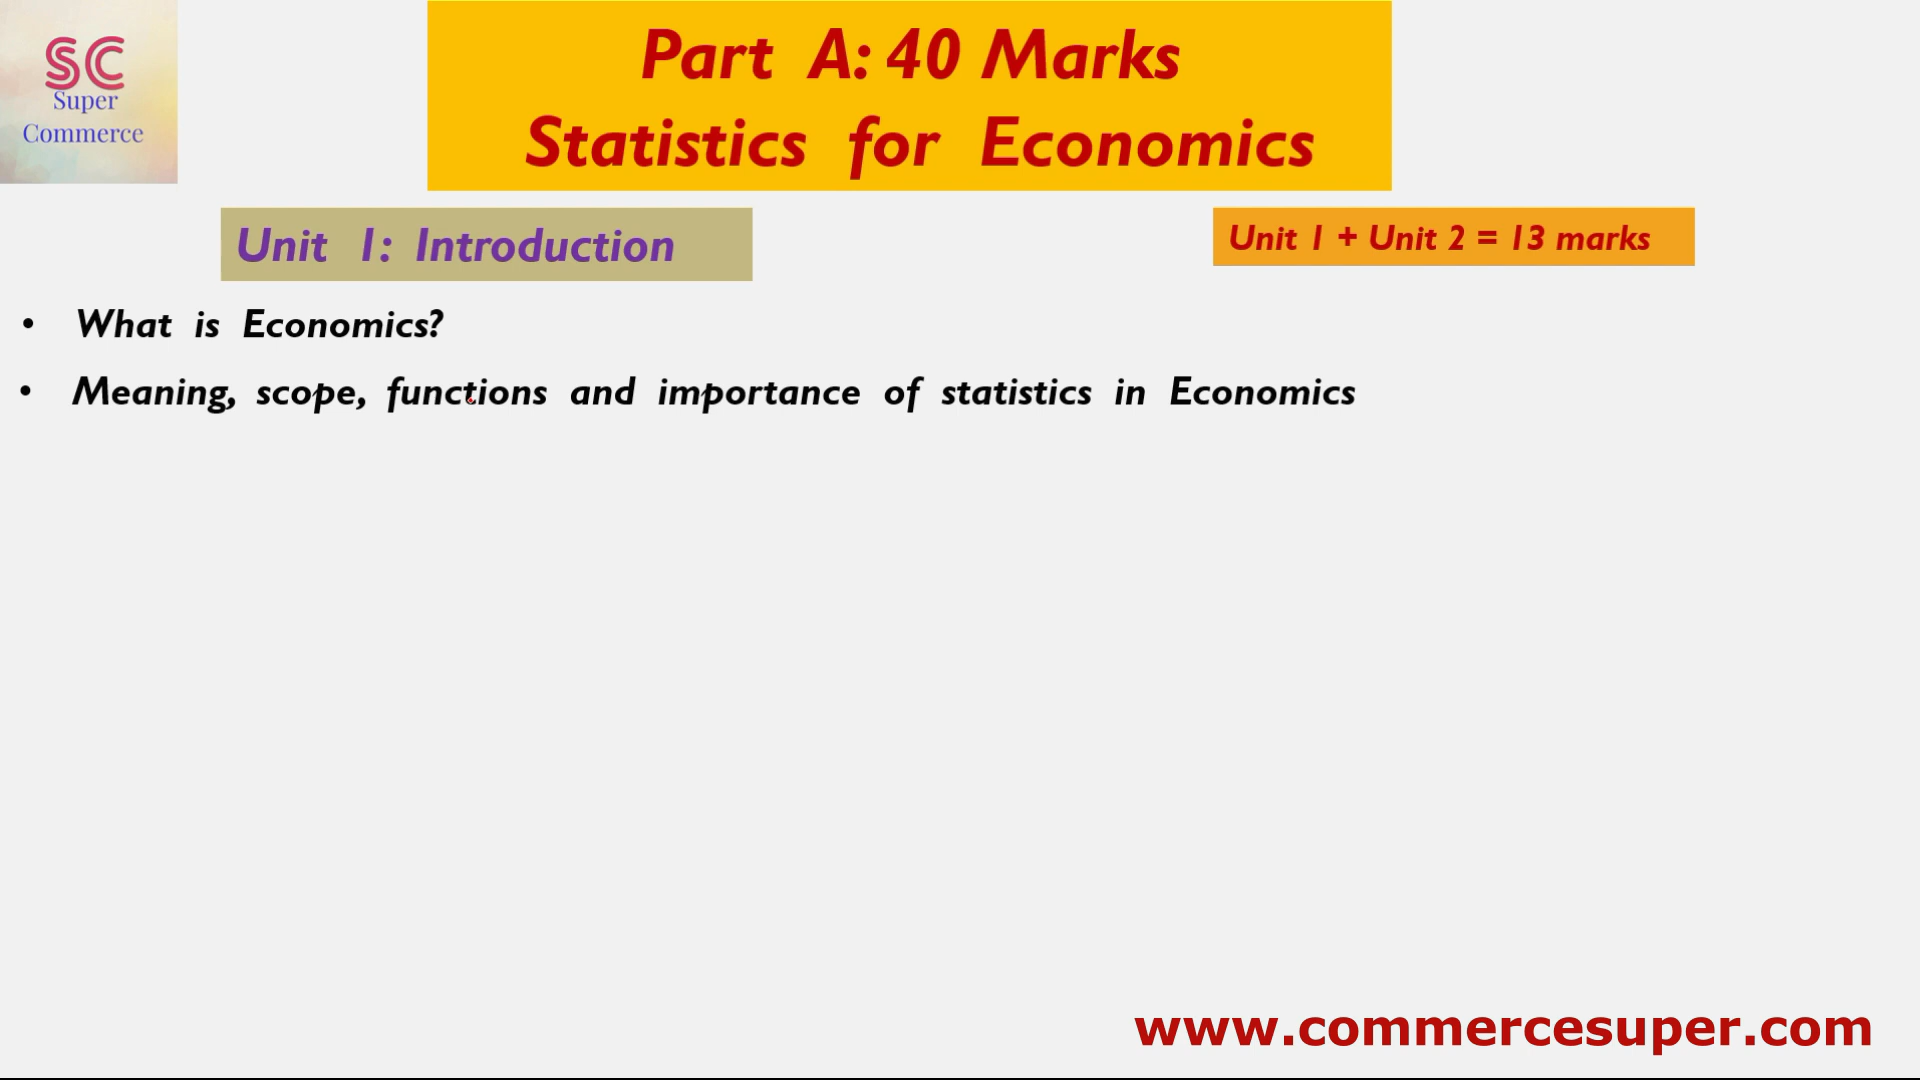 SC
Super
Commerce
Part A: 40 Marks
Statistics for Economics
Unit 1: Introduction
Unit 1 + Unit 2 = 13 marks
• What is Economics?
• Meaning, scope, functions and importance of statistics in Economics
www.commercesuper.com